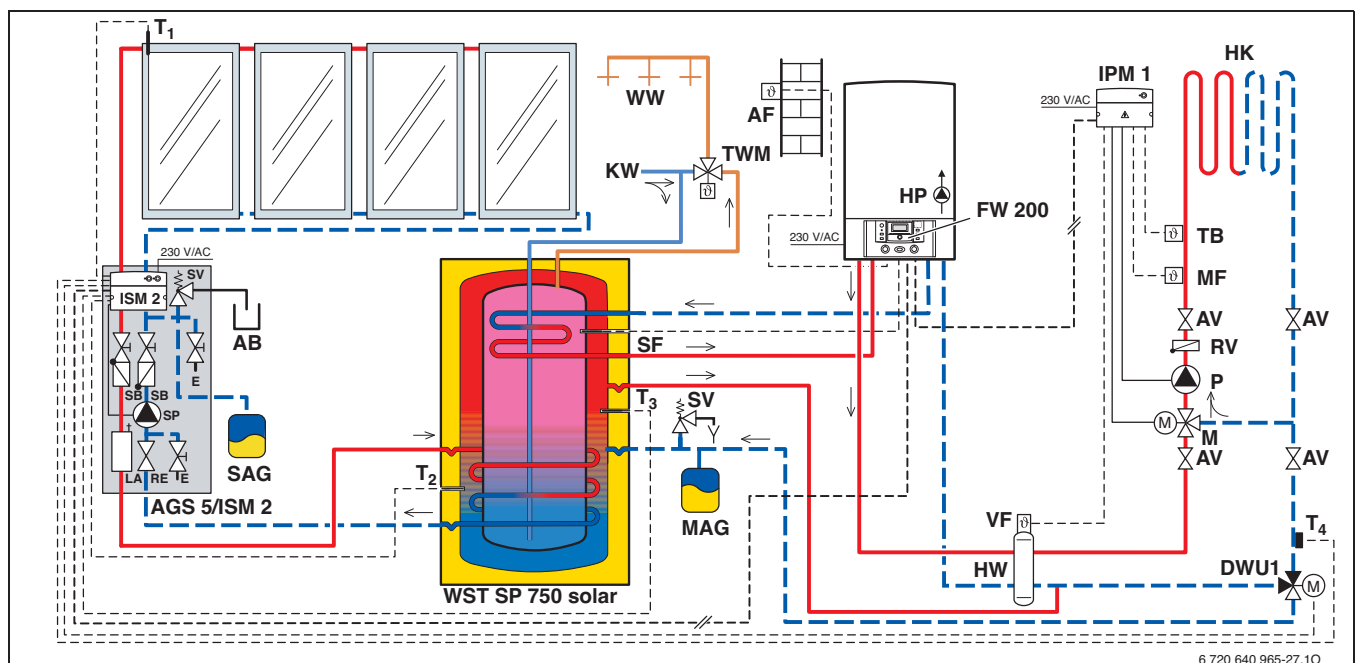 T1
HK
IPM 1
WW
230 V/AC
AF
TWM
KW
HP
FW 200
TB
230 V/AC
230 V/AC
SV
MF
ISM 2
AV
AV
AB
SF
RV
E
T3
SV
P
SB
SB
SP
M
M
SAG
AV
AV
LA
RE
E
T2
AGS 5/ISM 2
MAG
VF
T4
HW
DWU1
M
WST SP 750 solar
6 720 640 965-27.1O
ϑ
ϑ
ϑ
ϑ
ϑ